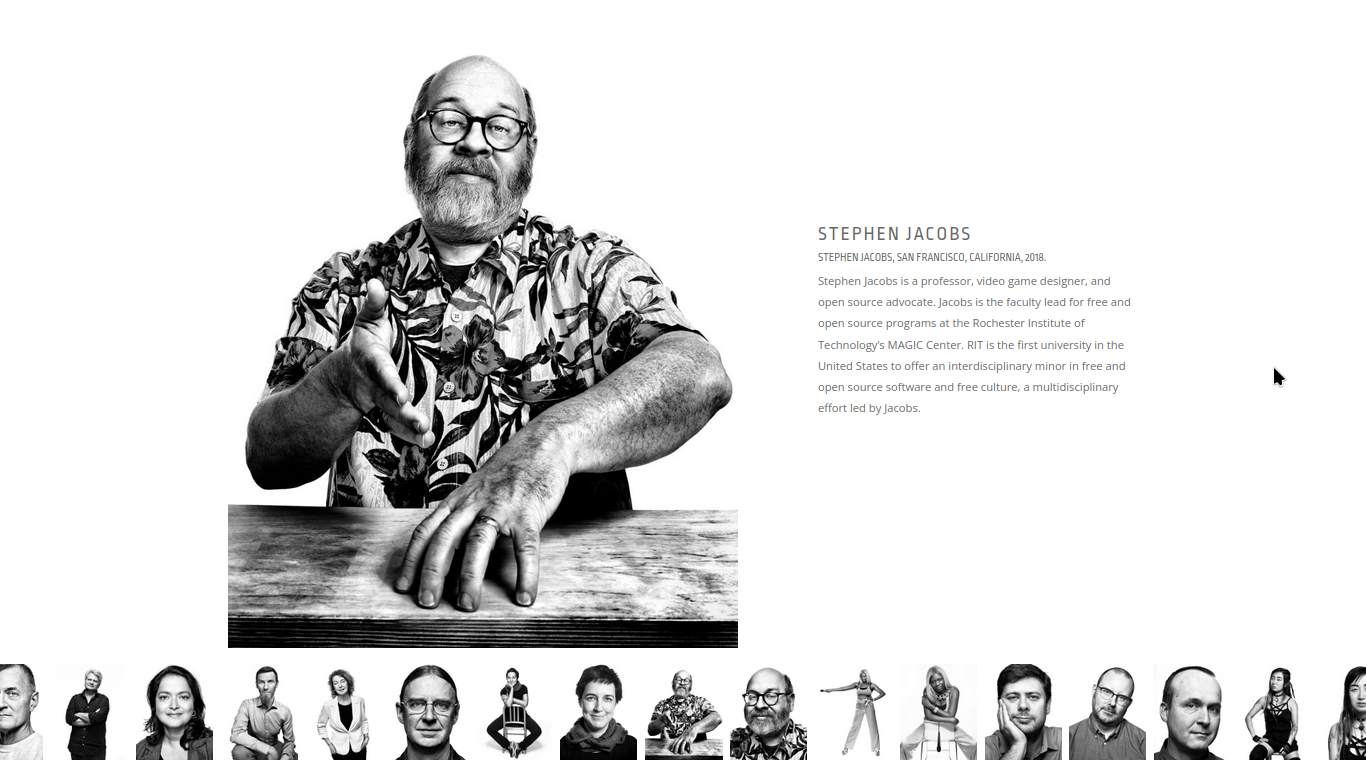 STEPHEN JACOBS
STEPHEN JACOBS, SAN FRANCISCO, CALIFORNIA, 2018.
Stephen Jacobs is a professor, video game designer, and
open source advocate. Jacobs is the faculty lead for free and
open source programs at the Rochester Institute of
Technology's MAGIC Center. RIT is the first university in the
United States to offer an interdisciplinary minor in free and
open source software and free culture, a multidisciplinary
effort led by Jacobs.